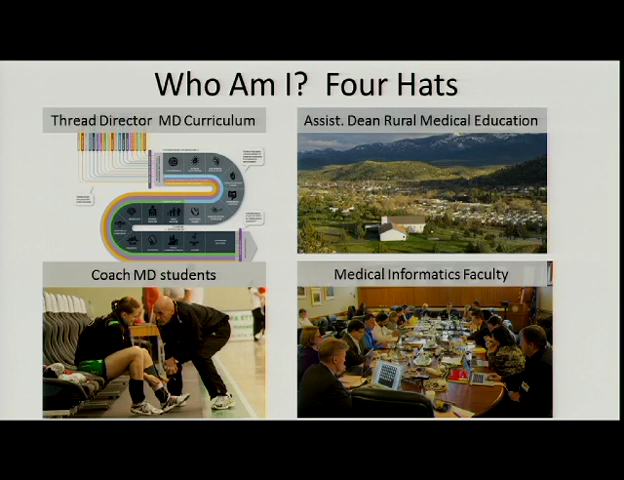 Who Am I? Four Hats
Thread Director MD Curriculum
Assist. Dean Rural Medical Education
Coach MD students
Medical Informatics Faculty